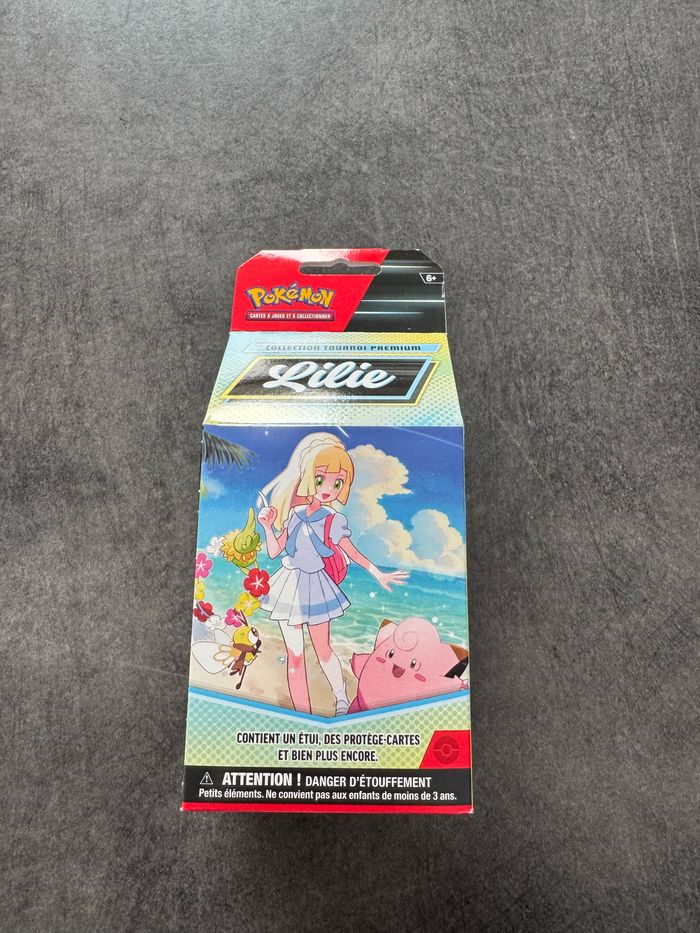 6+
POKÉMON
CARTES À JOUER ET À COLLECTIONNER
COLLECTION TOURNOI PREMIUM
Lilie
CONTIENT UN ÉTUI, DES PROTÈGE-CARTES
ET BIEN PLUS ENCORE.
ATTENTION ! DANGER D'ÉTOUFFEMENT
Petits éléments. Ne convient pas aux enfants de moins de 3 ans.